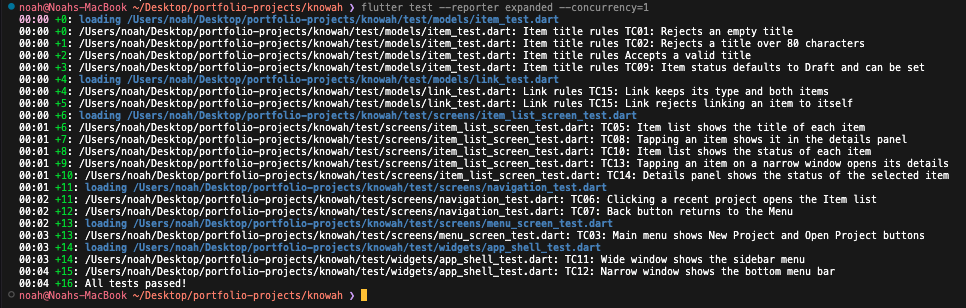 noah@Noahs-MacBook ~/Desktop/portfolio-projects/knowah ❯ flutter test --reporter expanded --concurrency=1
00:00 +0: loading /Users/noah/Desktop/portfolio-projects/knowah/test/models/item_test.dart
00:00 +0: /Users/noah/Desktop/portfolio-projects/knowah/test/models/item_test.dart: Item title rules TC01: Rejects an empty title
00:00 +1: /Users/noah/Desktop/portfolio-projects/knowah/test/models/item_test.dart: Item title rules TC02: Rejects a title over 80 characters
00:00 +2: /Users/noah/Desktop/portfolio-projects/knowah/test/models/item_test.dart: Item title rules Accepts a valid title
00:00 +3: /Users/noah/Desktop/portfolio-projects/knowah/test/models/item_test.dart: Item title rules TC09: Item status defaults to Draft and can be set
00:00 +4: loading /Users/noah/Desktop/portfolio-projects/knowah/test/models/link_test.dart
00:00 +4: /Users/noah/Desktop/portfolio-projects/knowah/test/models/link_test.dart: Link rules TC15: Link keeps its type and both items
00:00 +5: /Users/noah/Desktop/portfolio-projects/knowah/test/models/link_test.dart: Link rules TC15: Link rejects linking an item to itself
00:00 +6: loading /Users/noah/Desktop/portfolio-projects/knowah/test/screens/item_list_screen_test.dart
00:01 +6: /Users/noah/Desktop/portfolio-projects/knowah/test/screens/item_list_screen_test.dart: TC05: Item list shows the title of each item
00:01 +7: /Users/noah/Desktop/portfolio-projects/knowah/test/screens/item_list_screen_test.dart: TC08: Tapping an item shows it in the details panel
00:01 +8: /Users/noah/Desktop/portfolio-projects/knowah/test/screens/item_list_screen_test.dart: TC10: Item list shows the status of each item
00:01 +9: /Users/noah/Desktop/portfolio-projects/knowah/test/screens/item_list_screen_test.dart: TC13: Tapping an item on a narrow window opens its details
00:01 +10: /Users/noah/Desktop/portfolio-projects/knowah/test/screens/item_list_screen_test.dart: TC14: Details panel shows the status of the selected item
00:01 +11: loading /Users/noah/Desktop/portfolio-projects/knowah/test/screens/navigation_test.dart
00:02 +11: /Users/noah/Desktop/portfolio-projects/knowah/test/screens/navigation_test.dart: TC06: Clicking a recent project opens the Item list
00:02 +12: /Users/noah/Desktop/portfolio-projects/knowah/test/screens/navigation_test.dart: TC07: Back button returns to the Menu
00:02 +13: loading /Users/noah/Desktop/portfolio-projects/knowah/test/screens/menu_screen_test.dart
00:03 +13: /Users/noah/Desktop/portfolio-projects/knowah/test/screens/menu_screen_test.dart: TC03: Main menu shows New Project and Open Project buttons
00:03 +14: loading /Users/noah/Desktop/portfolio-projects/knowah/test/widgets/app_shell_test.dart
00:03 +14: /Users/noah/Desktop/portfolio-projects/knowah/test/widgets/app_shell_test.dart: TC11: Wide window shows the sidebar menu
00:04 +15: /Users/noah/Desktop/portfolio-projects/knowah/test/widgets/app_shell_test.dart: TC12: Narrow window shows the bottom menu bar
00:04 +16: All tests passed!
noah@Noahs-MacBook ~/Desktop/portfolio-projects/knowah ❯